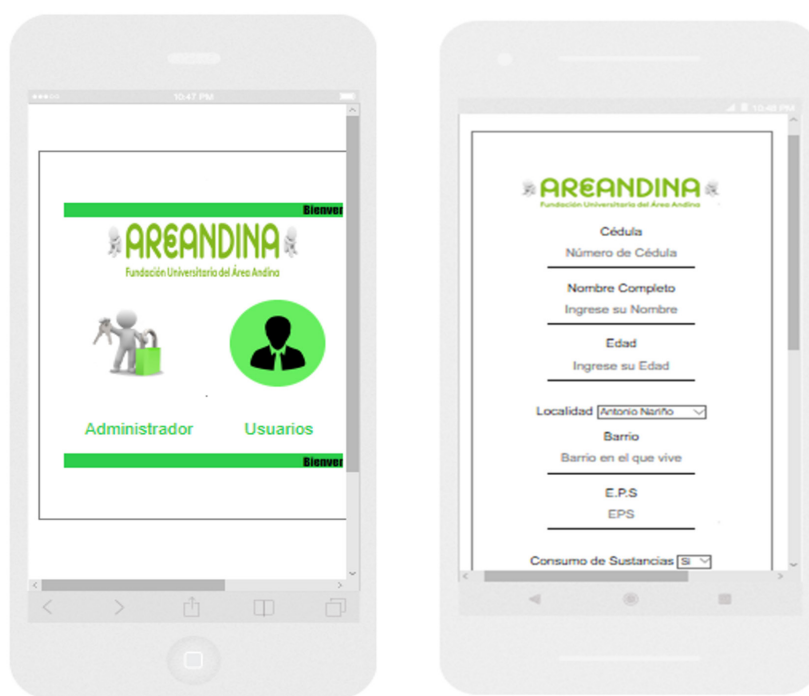 10:47 PM
Bienver
AREANDINA
Fundación Universitaria del Área Andina
Administrador
Usuarios
Bienver
10:48 PM
AREANDINA
Fundación Universitaria del Área Andina
Cédula
Número de Cédula
Nombre Completo
Ingrese su Nombre
Edad
Ingrese su Edad
Localidad Antonio Nariño
Barrio
Barrio en el que vive
E.P.S
EPS
Consumo de Sustancias Si